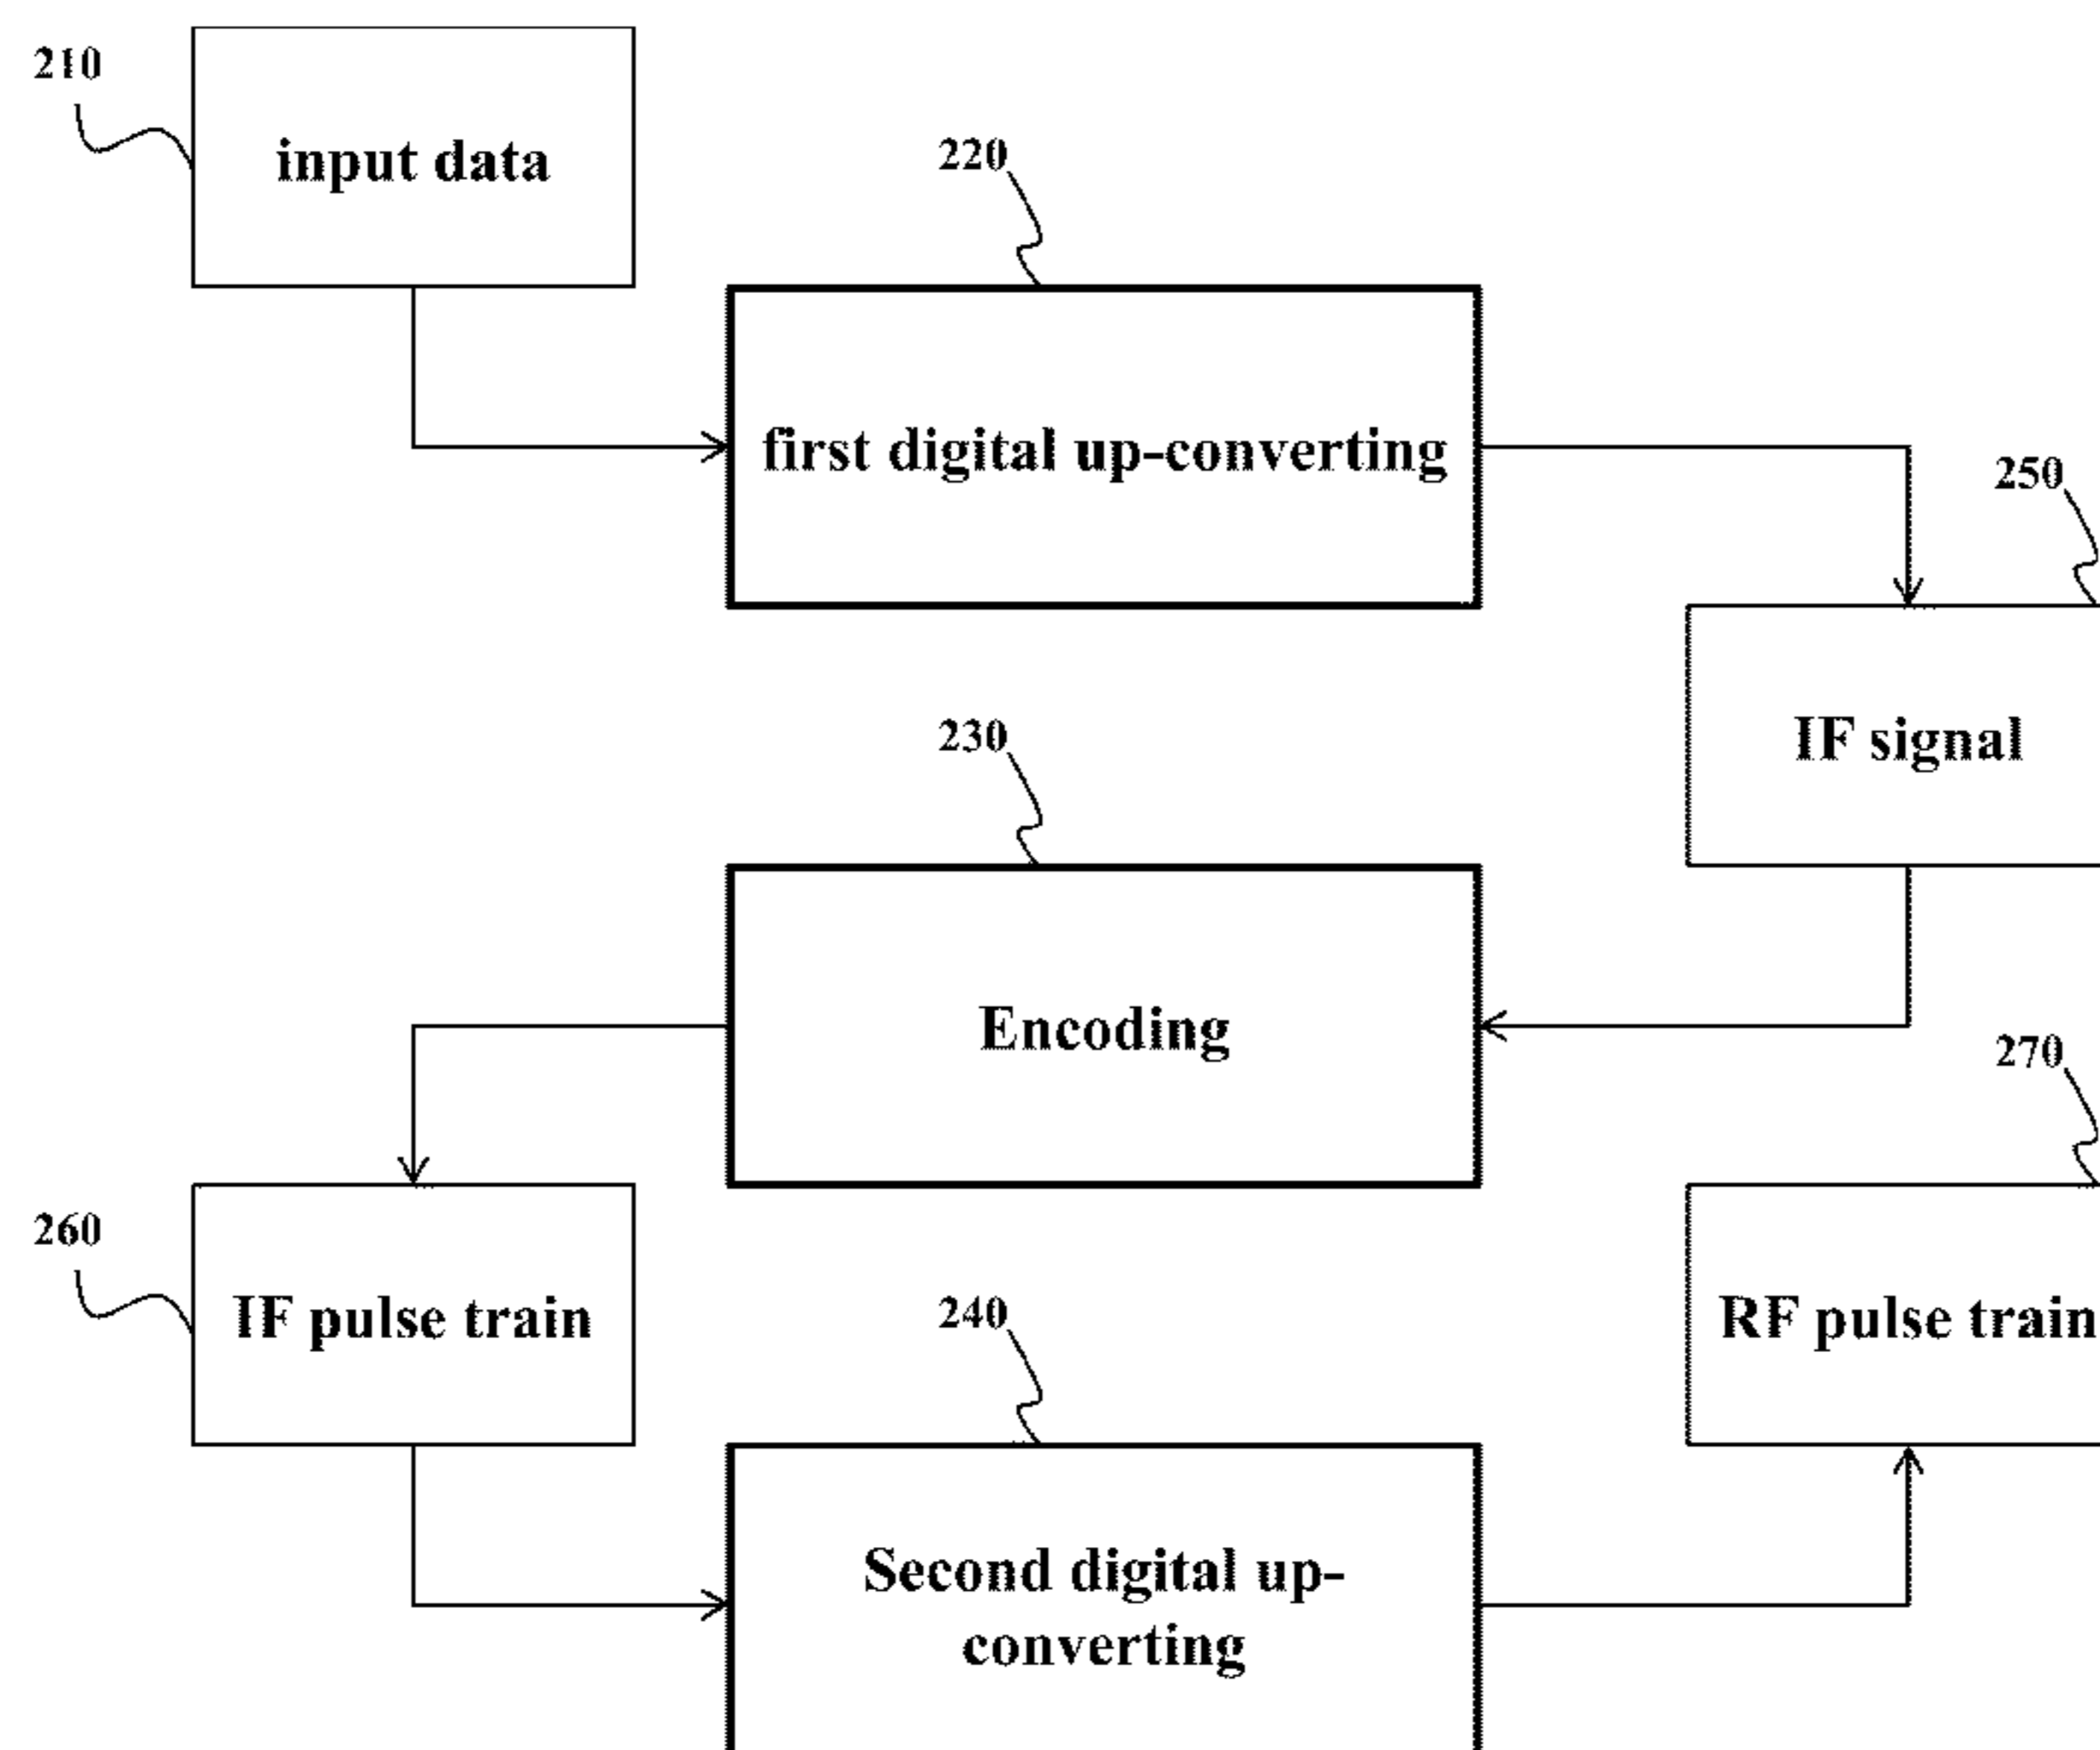 210
input data
220
first digital up-converting
250
IF signal
230
Encoding
270
260
IF pulse train
RF pulse train
240
Second digital up-
converting